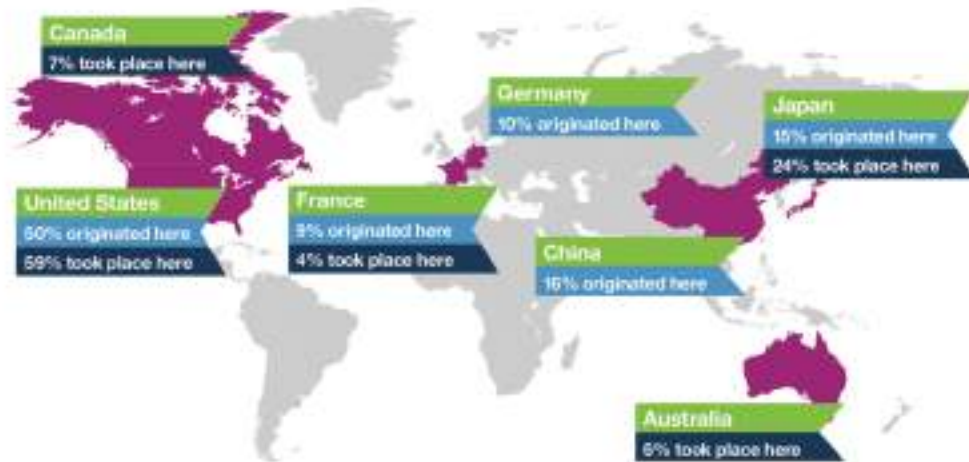 Canada
7% took place here
Germany
10% originated here
Japan
15% originated here
24% took place here
United States
50% originated here
59% took place here
France
9% originated here
4% took place here
China
16% originated here
Australia
6% took place here